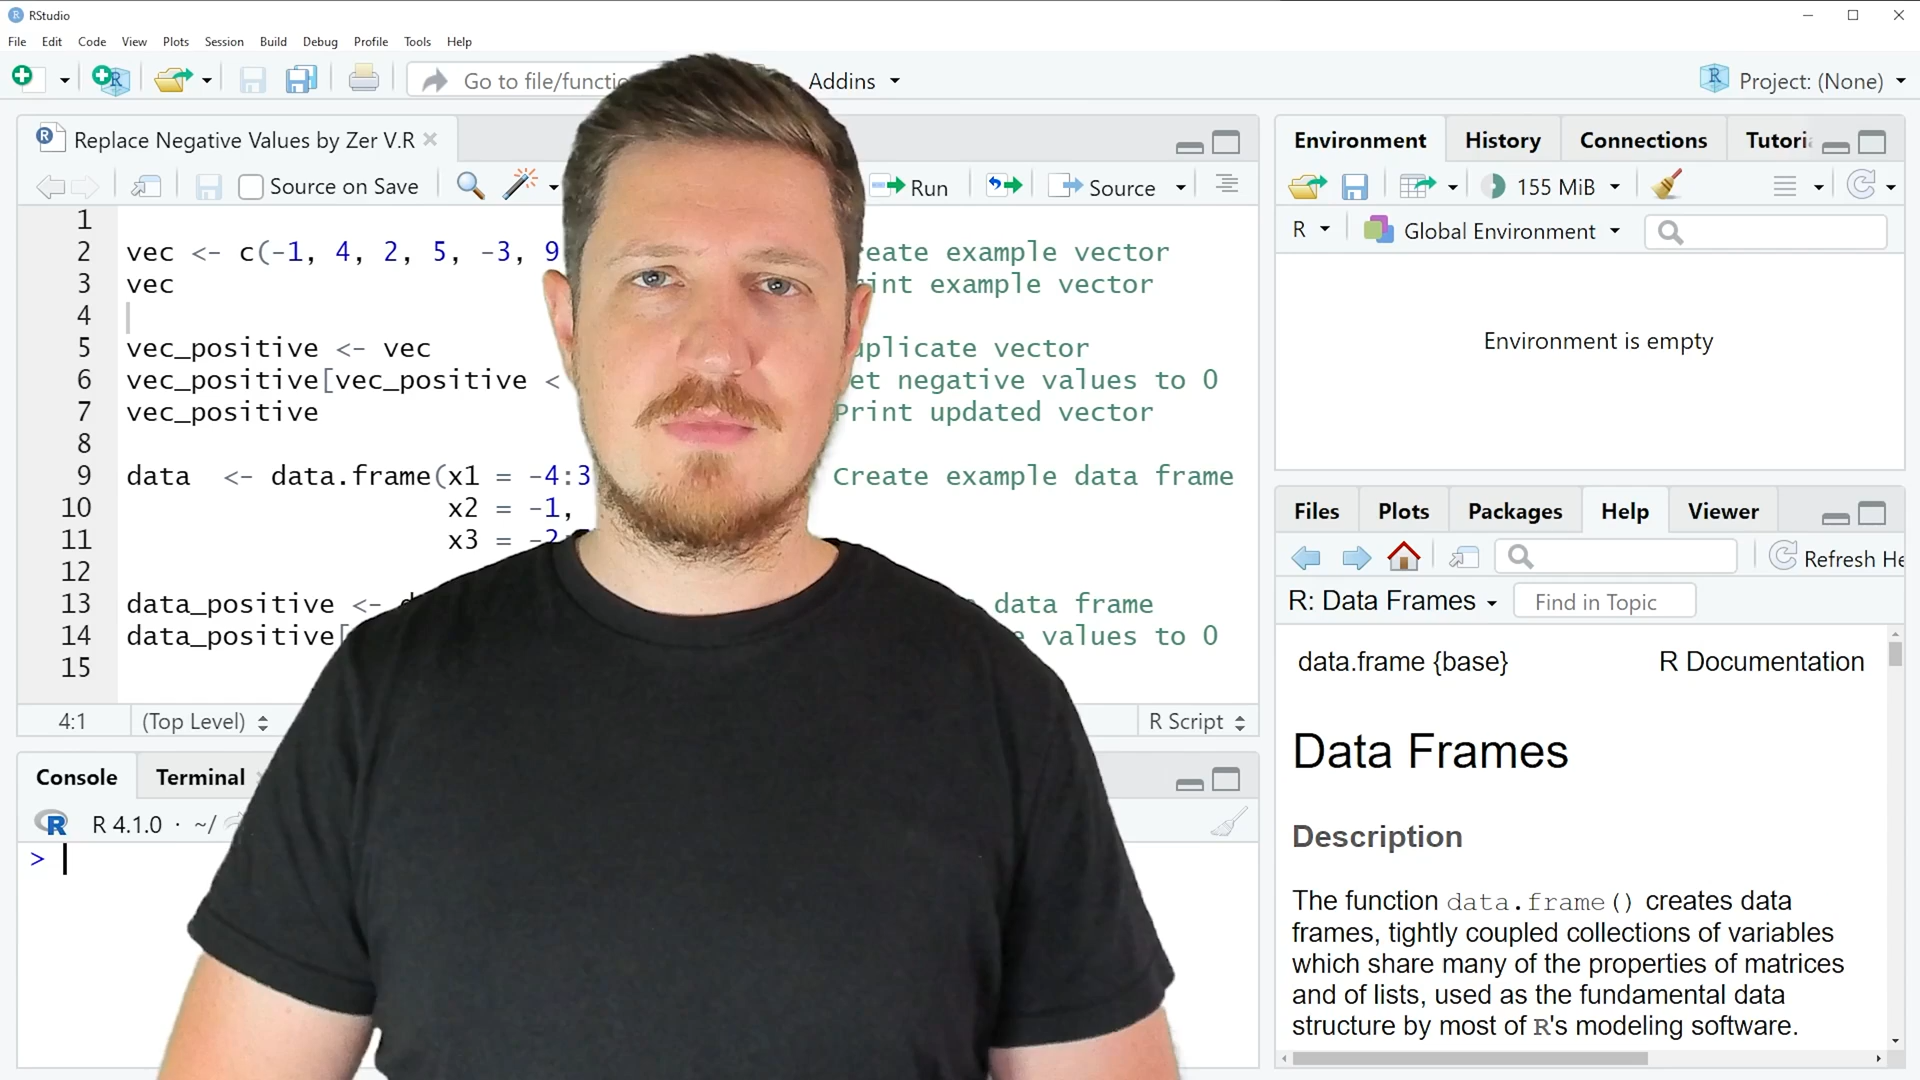 RStudio
File Edit Code View Plots Session Build Debug Profile Tools Help
Go to file/functio
Addins
Project: (None)
Replace Negative Values by Zer V.R
Source on Save
Run
Source
1
2 vec <- c(-1, 4, 2, 5, -3, 9 reate example vector
3 vec int example vector
4
5 vec_positive <- vec uplicate vector
6 vec_positive[vec_positive < et negative values to 0
7 vec_positive Print updated vector
8
9 data <- data.frame(x1 = -4:3 Create example data frame
10 x2 = -1,
11 x3 = -2
12
13 data_positive <- data frame
14 data_positive[ values to 0
15
4:1 (Top Level) R Script
Console Terminal
R 4.1.0 · ~/
>
Environment History Connections Tutori
155 MiB
R Global Environment
Environment is empty
Files Plots Packages Help Viewer
Refresh He
R: Data Frames Find in Topic
data.frame {base} R Documentation
Data Frames
Description
The function data.frame() creates data
frames, tightly coupled collections of variables
which share many of the properties of matrices
and of lists, used as the fundamental data
structure by most of R's modeling software.